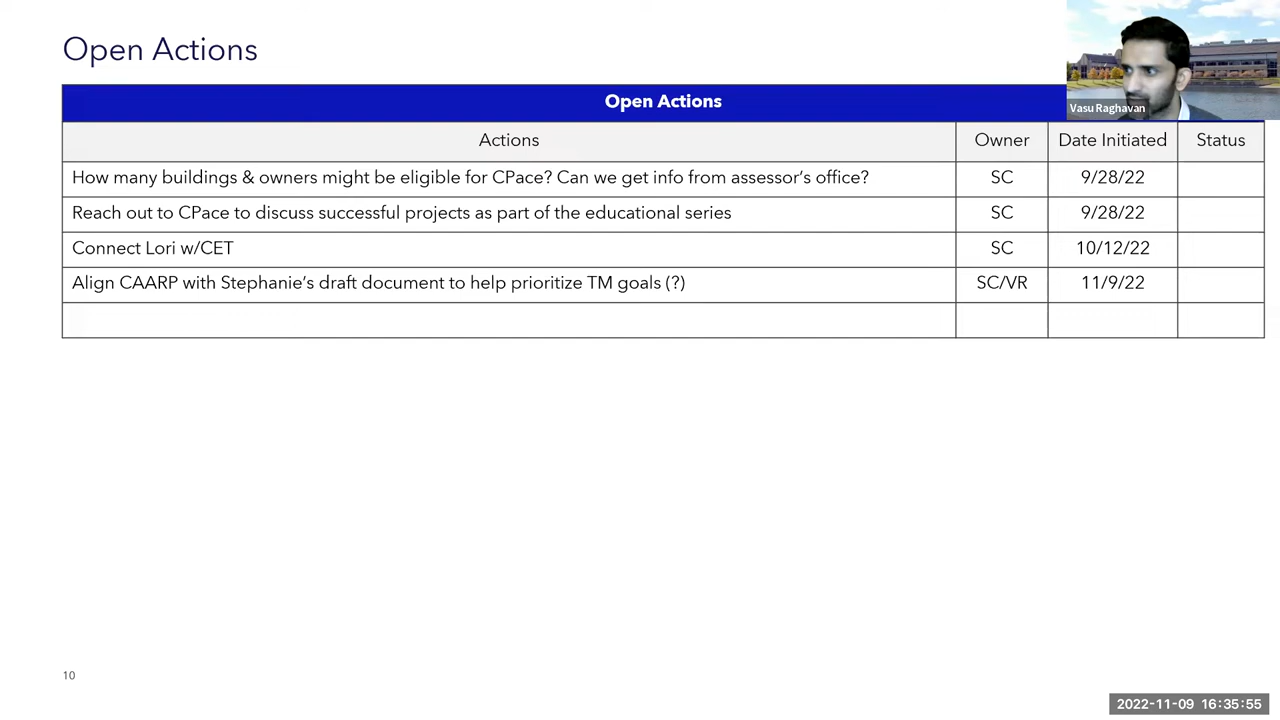 Open Actions
Vasu Raghavan
Open Actions
Actions Owner Date Initiated Status
How many buildings & owners might be eligible for CPace? Can we get info from assessor’s office? SC 9/28/22
Reach out to CPace to discuss successful projects as part of the educational series SC 9/28/22
Connect Lori w/CET SC 10/12/22
Align CAARP with Stephanie’s draft document to help prioritize TM goals (?) SC/VR 11/9/22
10
2022-11-09 16:35:55